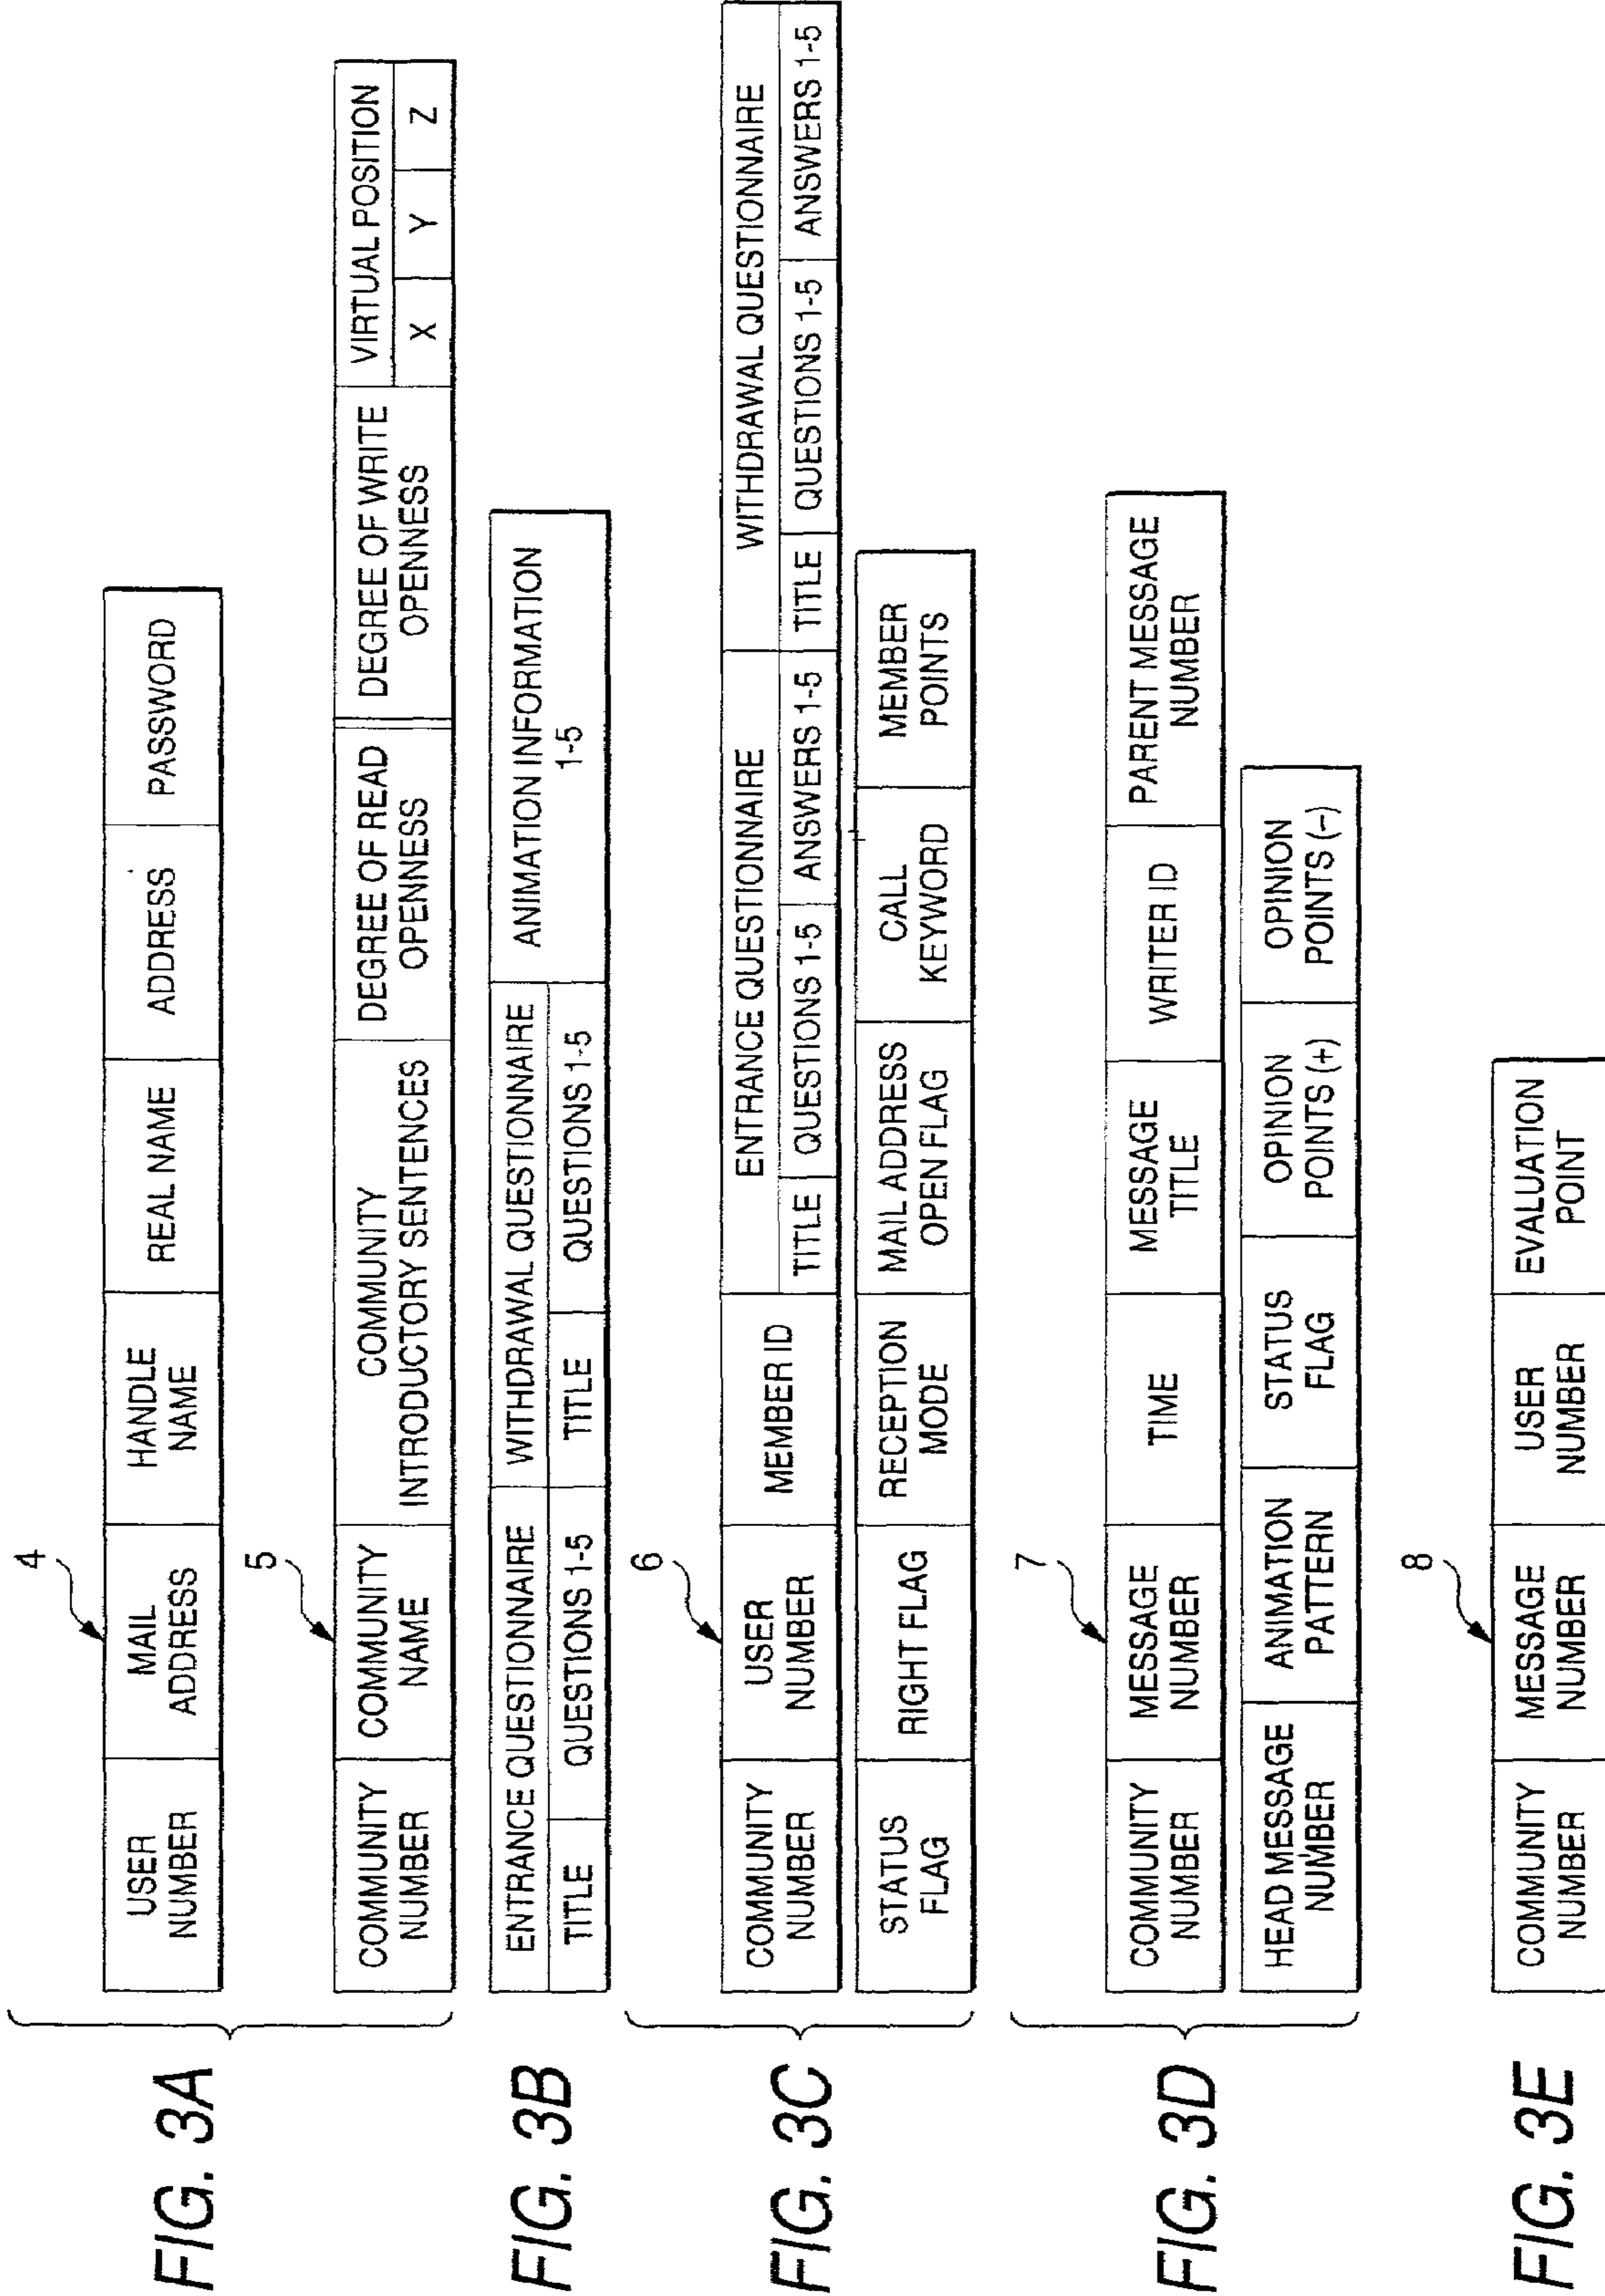 FIG. 3A
4
USER
NUMBER
MAIL
ADDRESS
HANDLE
NAME
REAL NAME
ADDRESS
PASSWORD
5
COMMUNITY
NUMBER
COMMUNITY
NAME
COMMUNITY
INTRODUCTORY SENTENCES
DEGREE OF READ
OPENNESS
DEGREE OF WRITE
OPENNESS
VIRTUAL POSITION
X Y Z
FIG. 3B
ENTRANCE QUESTIONNAIRE
TITLE QUESTIONS 1-5
WITHDRAWAL QUESTIONNAIRE
TITLE QUESTIONS 1-5
ANIMATION INFORMATION
1-5
FIG. 3C
6
COMMUNITY
NUMBER
USER
NUMBER
MEMBER ID
ENTRANCE QUESTIONNAIRE
TITLE QUESTIONS 1-5 ANSWERS 1-5
WITHDRAWAL QUESTIONNAIRE
TITLE QUESTIONS 1-5 ANSWERS 1-5
STATUS
FLAG
RIGHT FLAG
RECEPTION
MODE
MAIL ADDRESS
OPEN FLAG
CALL
KEYWORD
MEMBER
POINTS
FIG. 3D
7
COMMUNITY
NUMBER
MESSAGE
NUMBER
TIME
MESSAGE
TITLE
WRITER ID
PARENT MESSAGE
NUMBER
HEAD MESSAGE
NUMBER
ANIMATION
PATTERN
STATUS
FLAG
OPINION
POINTS (+)
OPINION
POINTS (−)
FIG. 3E
8
COMMUNITY
NUMBER
MESSAGE
NUMBER
USER
NUMBER
EVALUATION
POINT